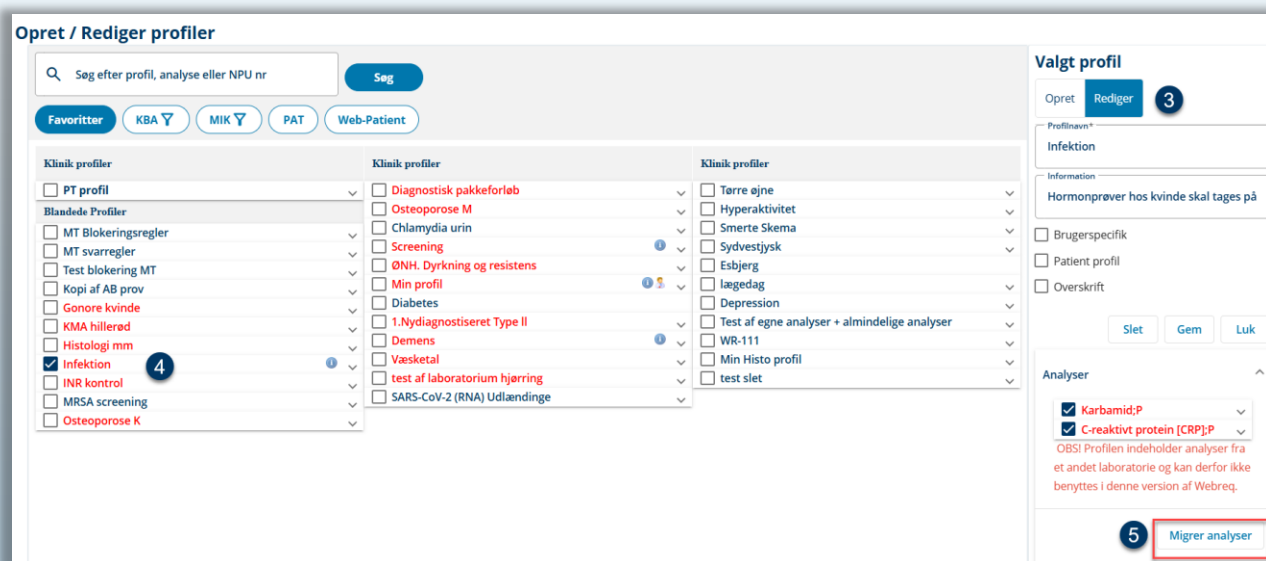 Opret / Rediger profiler
Søg efter profil, analyse eller NPU nr
Søg
Favoritter
KBA
MIK
PAT
Web-Patient
Klinik profiler
PT profil
Blandede Profiler
MT Blokeringsregler
MT svarregler
Test blokering MT
Kopi af AB prov
Gonore kvinde
KMA hillerød
Histologi mm
Infektion
4
INR kontrol
MRSA screening
Osteoporose K
Klinik profiler
Diagnostisk pakkeforløb
Osteoporose M
Chlamydia urin
Screening
ØNH. Dyrkning og resistens
Min profil
Diabetes
1.Nydiagnostiseret Type ll
Demens
Væsketal
test af laboratorium hjørring
SARS-CoV-2 (RNA) Udlændinge
Klinik profiler
Tørre øjne
Hyperaktivitet
Smerte Skema
Sydvestjysk
Esbjerg
lægedag
Depression
Test af egne analyser + almindelige analyser
WR-111
Min Histo profil
test slet
Valgt profil
Opret
Rediger
3
Profilnavn*
Infektion
Information
Hormonprøver hos kvinde skal tages på
Brugerspecifik
Patient profil
Overskrift
Slet
Gem
Luk
Analyser
Karbamid;P
C-reaktivt protein [CRP];P
OBS! Profilen indeholder analyser fra
et andet laboratorie og kan derfor ikke
benyttes i denne version af Webreq.
5
Migrer analyser